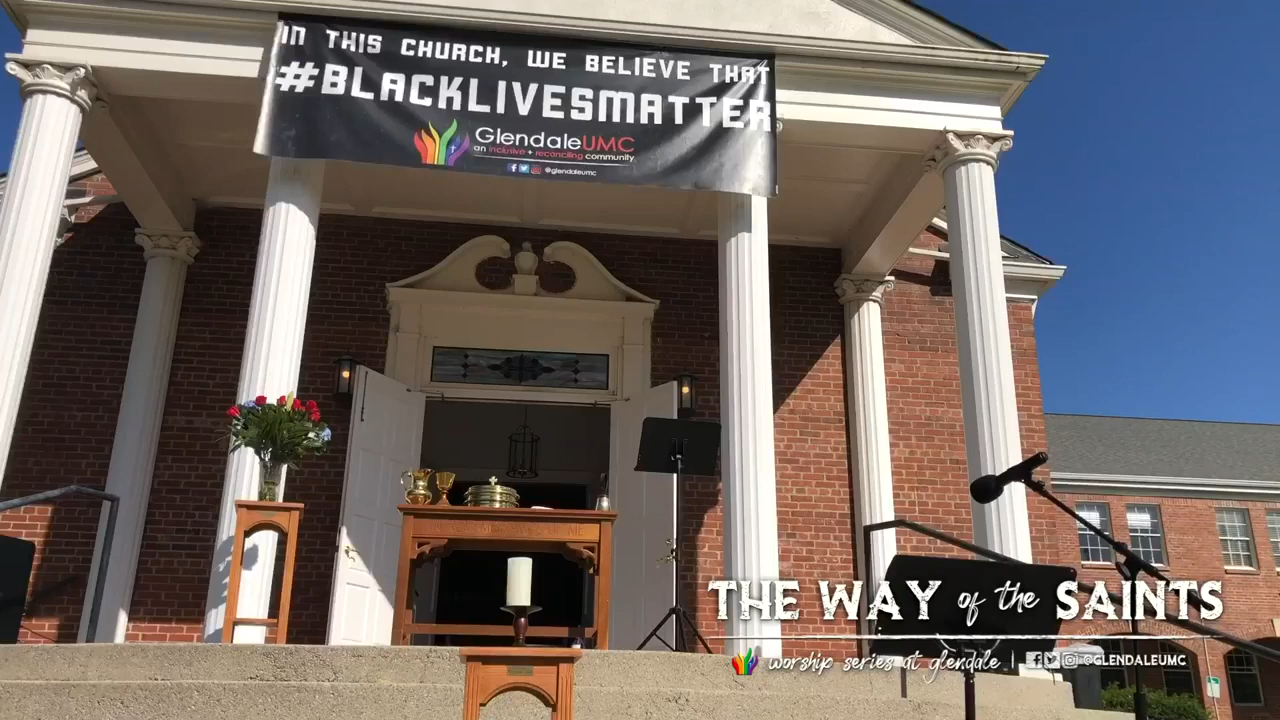 IN THIS CHURCH, WE BELIEVE THAT
#BLACKLIVESMATTER
GlendaleUMC
an inclusive + reconciling community
@glendaleumc
THE WAY of the SAINTS
worship series at glendale | @GLENDALEUMC